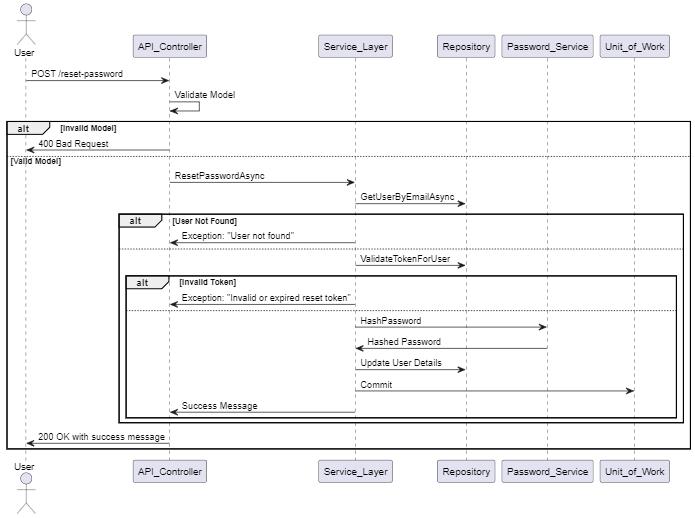 User
API_Controller
Service_Layer
Repository
Password_Service
Unit_of_Work
POST /reset-password
Validate Model
alt
[Invalid Model]
400 Bad Request
[Valid Model]
ResetPasswordAsync
GetUserByEmailAsync
alt
[User Not Found]
Exception: "User not found"
ValidateTokenForUser
alt
[Invalid Token]
Exception: "Invalid or expired reset token"
HashPassword
Hashed Password
Update User Details
Commit
Success Message
200 OK with success message
User
API_Controller
Service_Layer
Repository
Password_Service
Unit_of_Work